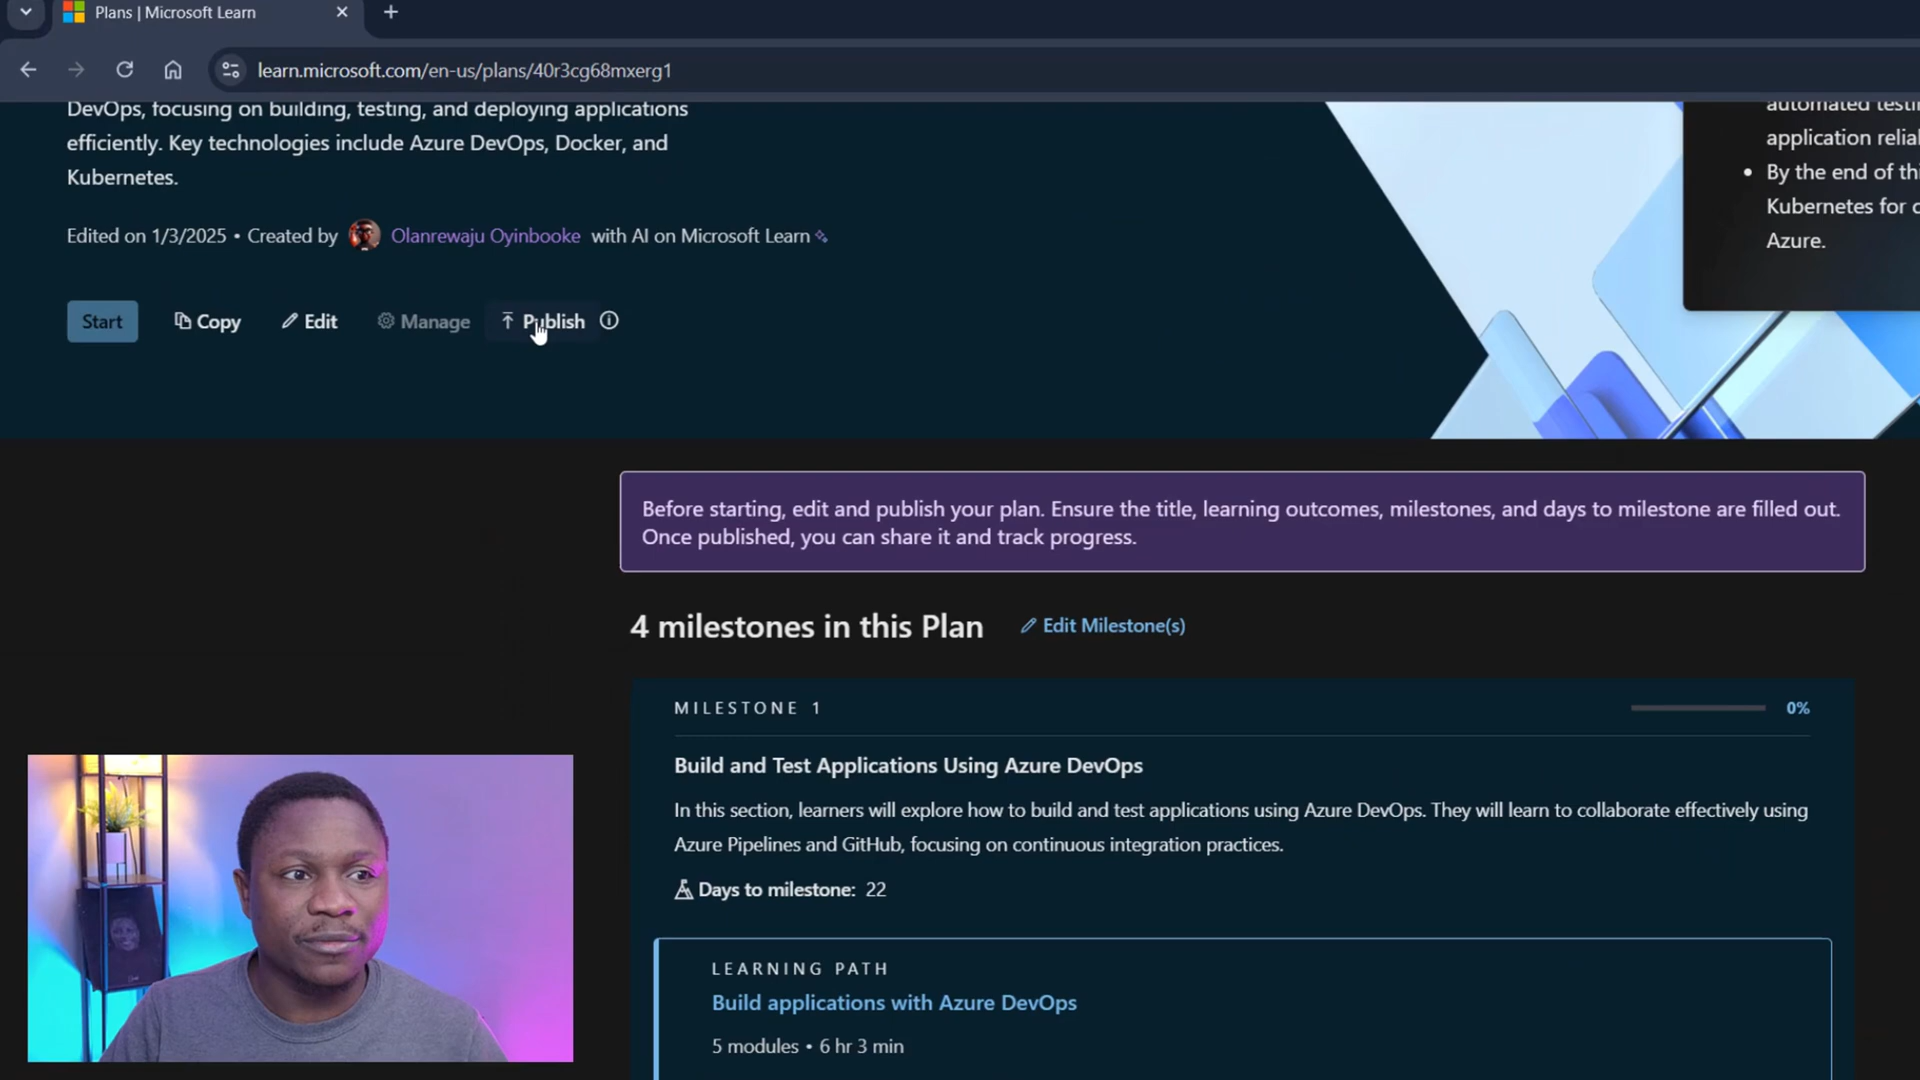 Plans | Microsoft Learn
learn.microsoft.com/en-us/plans/40r3cg68mxerg1
DevOps, focusing on building, testing, and deploying applications
efficiently. Key technologies include Azure DevOps, Docker, and
Kubernetes.
Edited on 1/3/2025 • Created by Olanrewaju Oyinbooke with AI on Microsoft Learn
Start Copy Edit Manage Publish
automated testin
application relial
• By the end of thi
Kubernetes for c
Azure.
Before starting, edit and publish your plan. Ensure the title, learning outcomes, milestones, and days to milestone are filled out.
Once published, you can share it and track progress.
4 milestones in this Plan Edit Milestone(s)
MILESTONE 1 0%
Build and Test Applications Using Azure DevOps
In this section, learners will explore how to build and test applications using Azure DevOps. They will learn to collaborate effectively using
Azure Pipelines and GitHub, focusing on continuous integration practices.
Days to milestone: 22
LEARNING PATH
Build applications with Azure DevOps
5 modules • 6 hr 3 min